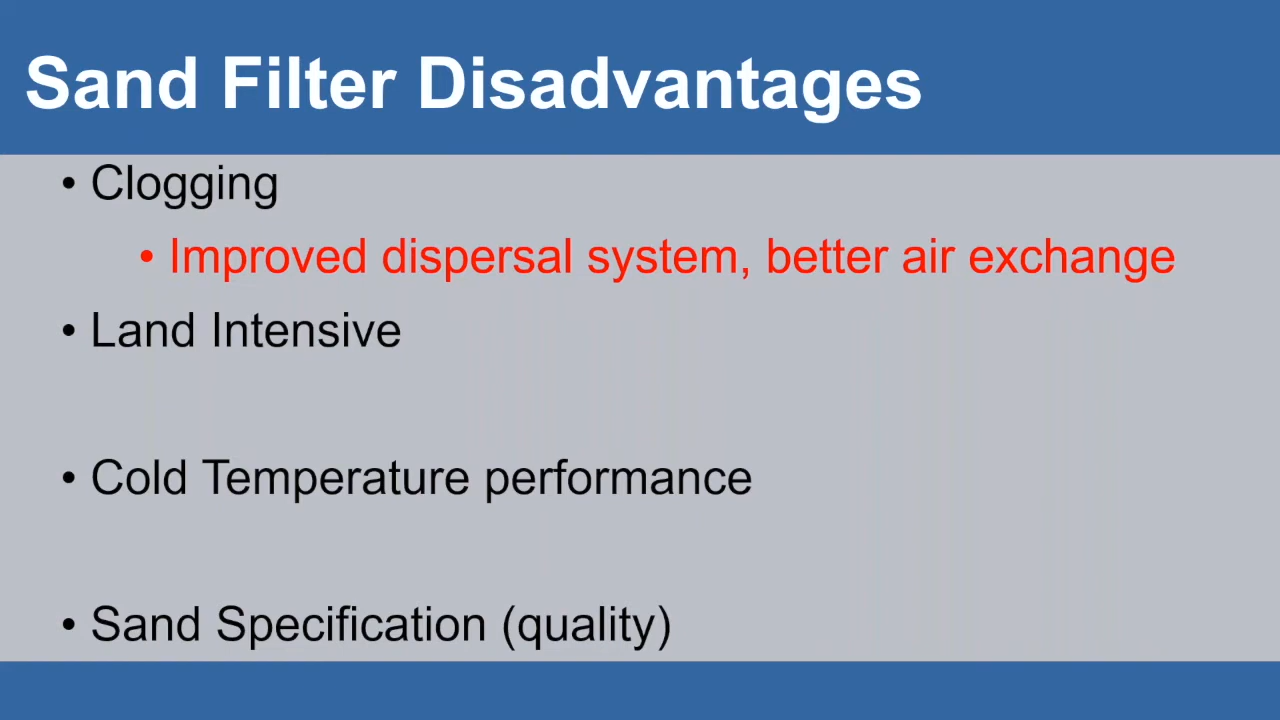 Sand Filter Disadvantages
• Clogging
• Improved dispersal system, better air exchange
• Land Intensive
• Cold Temperature performance
• Sand Specification (quality)